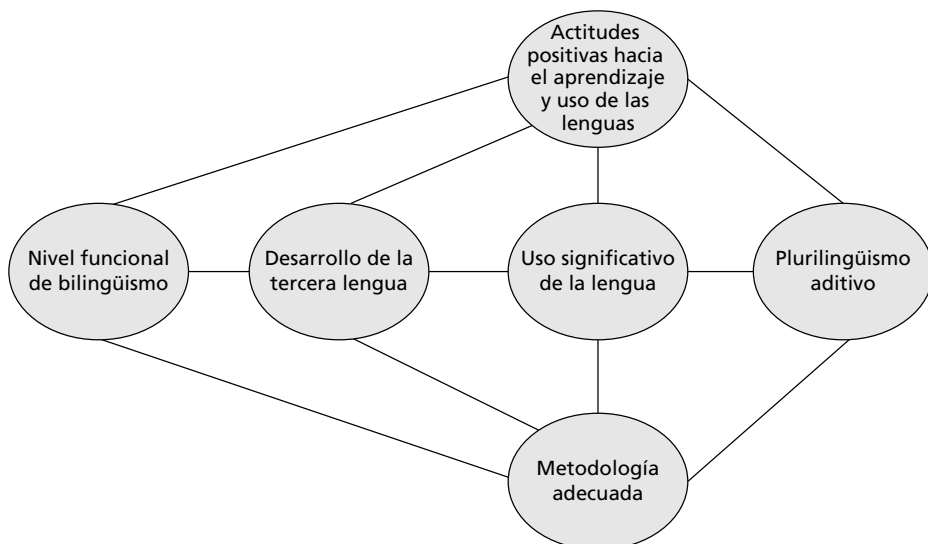 Actitudes
positivas hacia
el aprendizaje
y uso de las
lenguas
Nivel funcional
de bilingüismo
Desarrollo de la
tercera lengua
Uso significativo
de la lengua
Plurilingüismo
aditivo
Metodología
adecuada